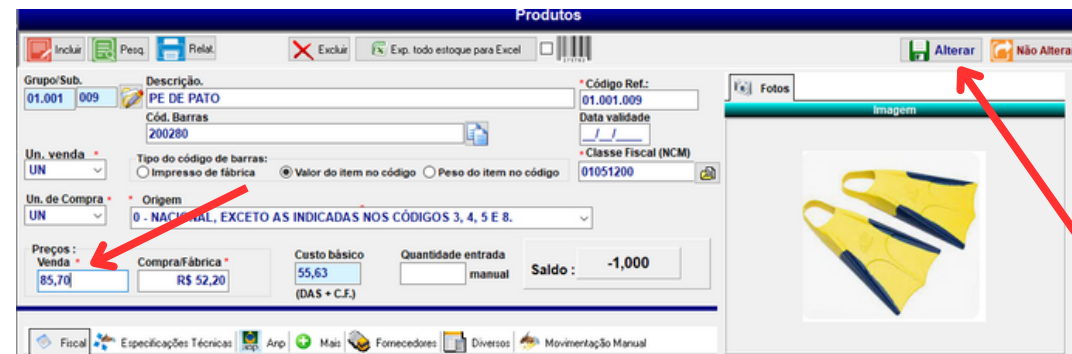 Produtos
Incluir Pesq. Relat. Excluir Exp. todo estoque para Excel Alterar Não Altera
Grupo/Sub. Descrição. *Código Ref.:
01.001 009 PE DE PATO 01.001.009
Cód. Barras Data validade
200280 _/_/___
Un. venda * Tipo do código de barras: *Classe Fiscal (NCM)
UN Impresso de fábrica Valor do item no código Peso do item no código 01051200
Un. de Compra * * Origem
UN 0 - NACIONAL, EXCETO AS INDICADAS NOS CÓDIGOS 3, 4, 5 E 8.
Preços :
Venda * Compra/Fábrica * Custo básico Quantidade entrada
85,70 R$ 52,20 55,63 manual Saldo : -1,000
(DAS + C.F.)
Fiscal Especificações Técnicas Anp Mais Fornecedores Diversos Movimentação Manual
Fotos
Imagem